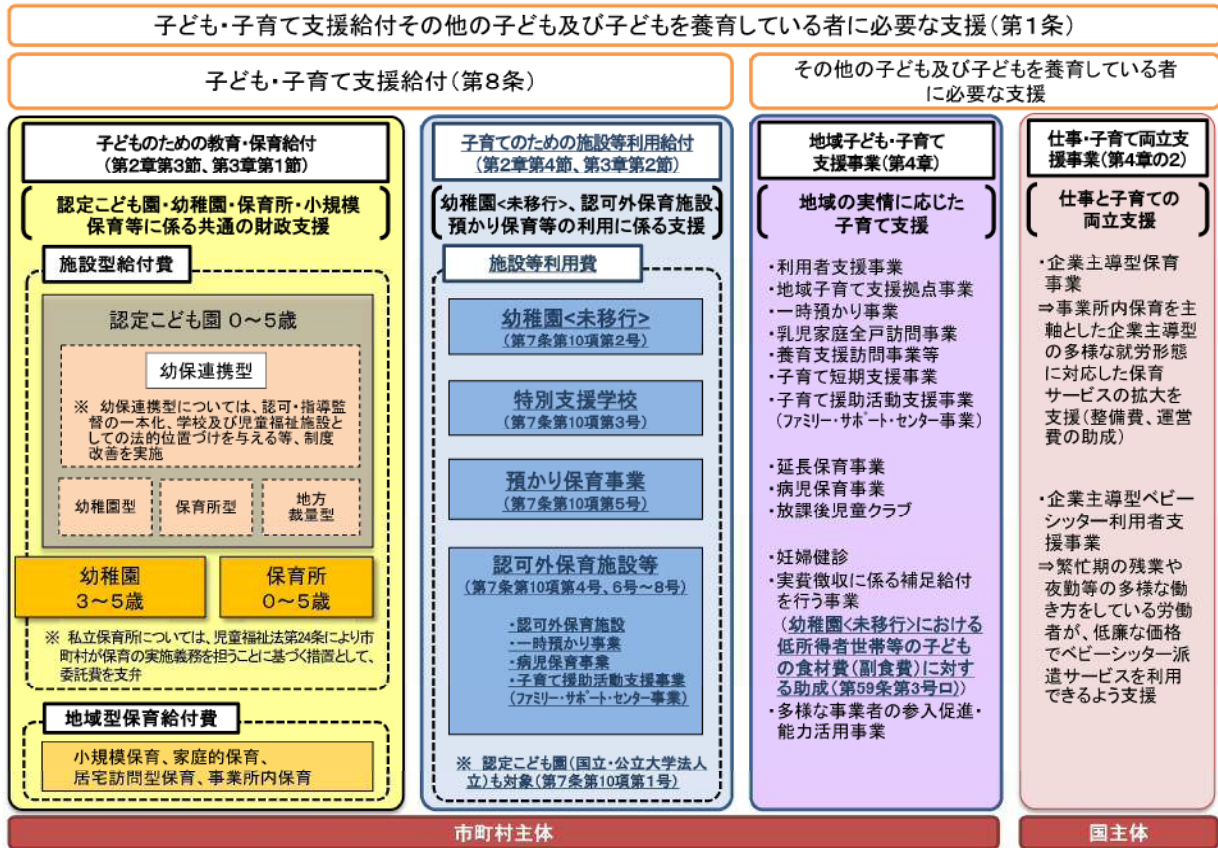 子ども・子育て支援給付その他の子ども及び子どもを養育している者に必要な支援(第1条)
子ども・子育て支援給付(第8条)
その他の子ども及び子どもを養育している者
に必要な支援
子どものための教育・保育給付
(第2章第3節、第3章第1節)
認定こども園・幼稚園・保育所・小規模
保育等に係る共通の財政支援
施設型給付費
認定こども園 0~5歳
幼保連携型
※ 幼保連携型については、認可・指導監
督の一本化、学校及び児童福祉施設と
しての法的位置づけを与える等、制度
改善を実施
幼稚園型
保育所型
地方
裁量型
幼稚園
3~5歳
保育所
0~5歳
※ 私立保育所については、児童福祉法第24条により市
町村が保育の実施義務を担うことに基づく措置として、
委託費を支弁
地域型保育給付費
小規模保育、家庭的保育、
居宅訪問型保育、事業所内保育
子育てのための施設等利用給付
(第2章第4節、第3章第2節)
幼稚園<未移行>、認可外保育施設、
預かり保育等の利用に係る支援
施設等利用費
幼稚園<未移行>
(第7条第10項第2号)
特別支援学校
(第7条第10項第3号)
預かり保育事業
(第7条第10項第5号)
認可外保育施設等
(第7条第10項第4号、6号~8号)
・認可外保育施設
・一時預かり事業
・病児保育事業
・子育て援助活動支援事業
(ファミリー・サポート・センター事業)
※ 認定こども園(国立・公立大学法人
立)も対象(第7条第10項第1号)
地域子ども・子育て
支援事業(第4章)
地域の実情に応じた
子育て支援
・利用者支援事業
・地域子育て支援拠点事業
・一時預かり事業
・乳児家庭全戸訪問事業
・養育支援訪問事業等
・子育て短期支援事業
・子育て援助活動支援事業
(ファミリー・サポート・センター事業)
・延長保育事業
・病児保育事業
・放課後児童クラブ
・妊婦健診
・実費徴収に係る補足給付
を行う事業
(幼稚園<未移行>における
低所得者世帯等の子ども
の食材費(副食費)に対す
る助成(第59条第3号ロ))
・多様な事業者の参入促進・
能力活用事業
仕事・子育て両立支
援事業(第4章の2)
仕事と子育ての
両立支援
・企業主導型保育
事業
⇒事業所内保育を主
軸とした企業主導型
の多様な就労形態
に対応した保育
サービスの拡大を
支援(整備費、運営
費の助成)
・企業主導型ベビー
シッター利用者支
援事業
⇒繁忙期の残業や
夜勤等の多様な働
き方をしている労働
者が、低廉な価格
でベビーシッター派
遣サービスを利用
できるよう支援
市町村主体
国主体